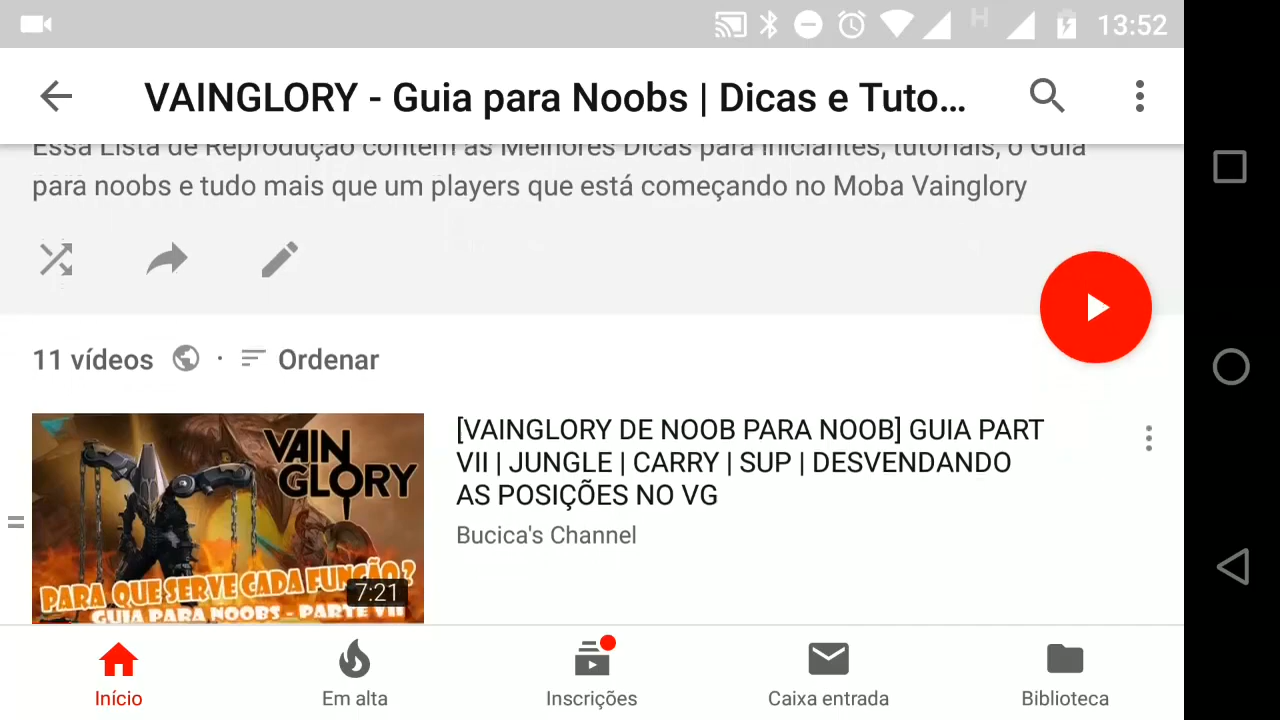 H 13:52
VAINGLORY - Guia para Noobs | Dicas e Tuto...
Essa Lista de Reprodução contém as Melhores Dicas para iniciantes, tutoriais, o Guia
para noobs e tudo mais que um players que está começando no Moba Vainglory
11 vídeos · Ordenar
[VAINGLORY DE NOOB PARA NOOB] GUIA PART
VII | JUNGLE | CARRY | SUP | DESVENDANDO
AS POSIÇÕES NO VG
Bucica's Channel
VAIN
GLORY
PARA QUE SERVE CADA FUNÇÃO?
7:21
GUIA PARA NOOBS - PARTE VII
Início
Em alta
Inscrições
Caixa entrada
Biblioteca